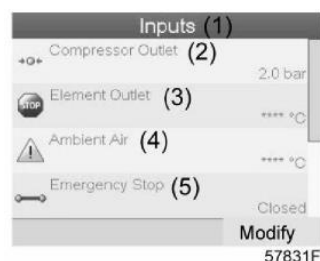 Inputs (1)
Compressor Outlet (2)
2.0 bar
Element Outlet (3)
STOP
**** °C
Ambient Air (4)
**** °C
Emergency Stop (5)
Closed
Modify
57831F